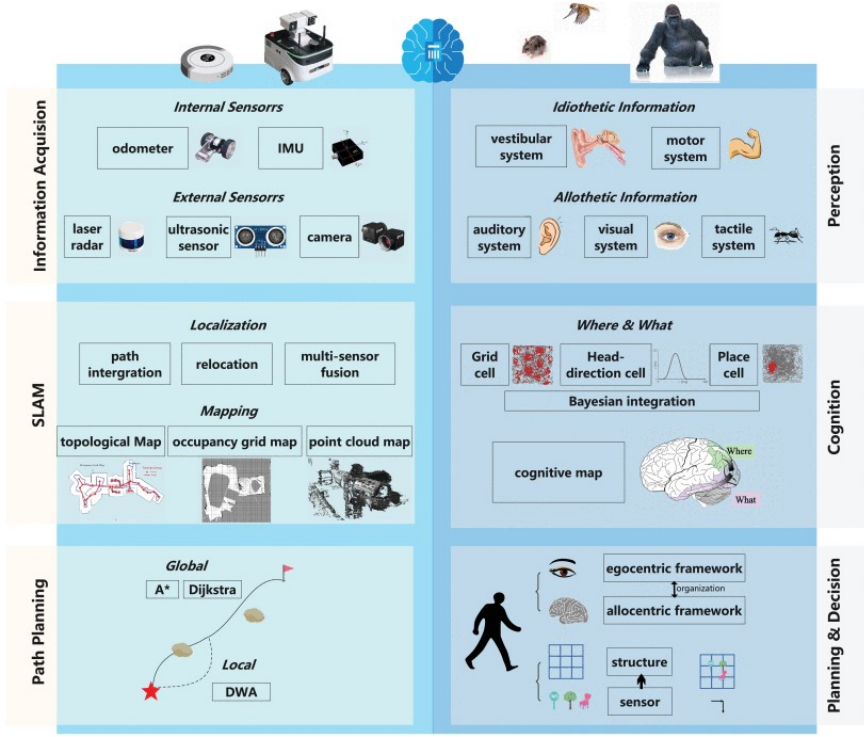 Information Acquision
Internal Sensorrs
odometer
IMU
External Sensorrs
laser
radar
ultrasonic
sensor
camera
Idiothetic Information
vestibular
system
motor
system
Allothetic Information
auditory
system
visual
system
tactile
system
Perception
SLAM
Localization
path
intergration
relocation
multi-sensor
fusion
Mapping
topological Map
occupancy grid map
point cloud map
Where & What
Grid
cell
Head-
direction cell
Place
cell
Bayesian integration
cognitive map
Where
What
Cognition
Path Planning
Global
A*
Dijkstra
Local
DWA
egocentric framework
organization
allocentric framework
structure
sensor
Planning & Decision